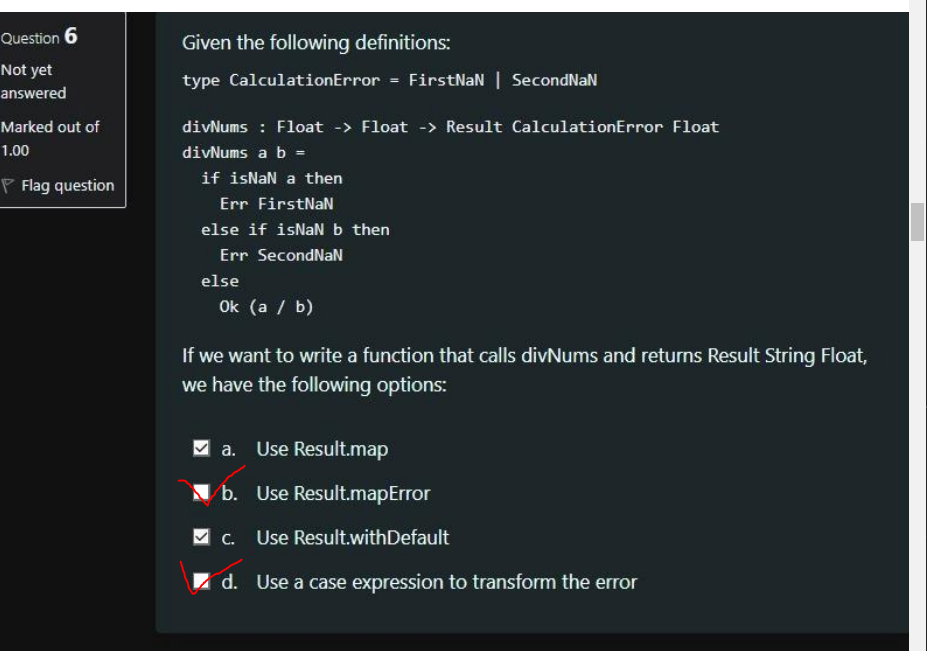 Question 6
Not yet
answered
Marked out of
1.00
Flag question
Given the following definitions:
type CalculationError = FirstNaN | SecondNaN
divNums : Float -> Float -> Result CalculationError Float
divNums a b =
  if isNaN a then
    Err FirstNaN
  else if isNaN b then
    Err SecondNaN
  else
    Ok (a / b)
If we want to write a function that calls divNums and returns Result String Float,
we have the following options:
a. Use Result.map
b. Use Result.mapError
c. Use Result.withDefault
d. Use a case expression to transform the error